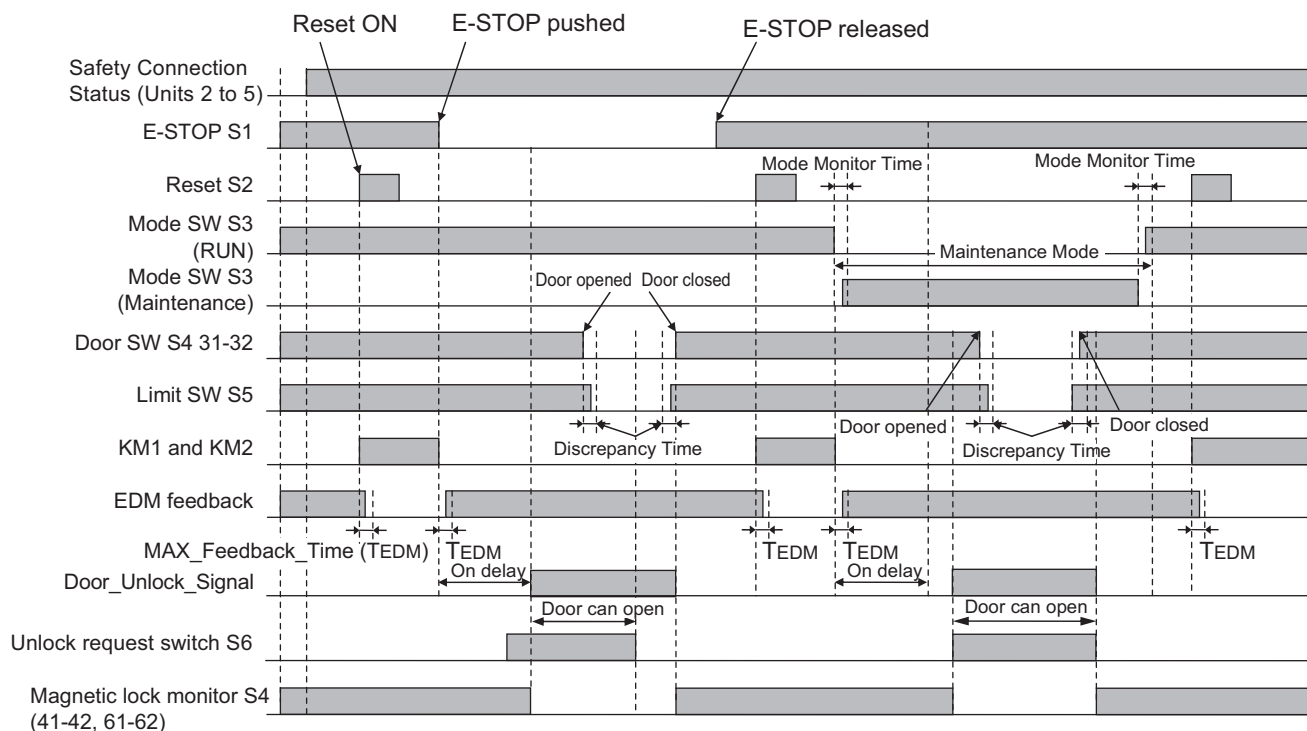 Reset ON
E-STOP pushed
E-STOP released
Safety Connection
Status (Units 2 to 5)
E-STOP S1
Mode Monitor Time
Mode Monitor Time
Reset S2
Mode SW S3
(RUN)
Maintenance Mode
Mode SW S3
(Maintenance)
Door opened
Door closed
Door SW S4 31-32
Limit SW S5
Door opened
Door closed
Discrepancy Time
Discrepancy Time
KM1 and KM2
EDM feedback
MAX_Feedback_Time (TEDM)
TEDM
TEDM
TEDM
TEDM
On delay
On delay
Door_Unlock_Signal
Door can open
Door can open
Unlock request switch S6
Magnetic lock monitor S4
(41-42, 61-62)